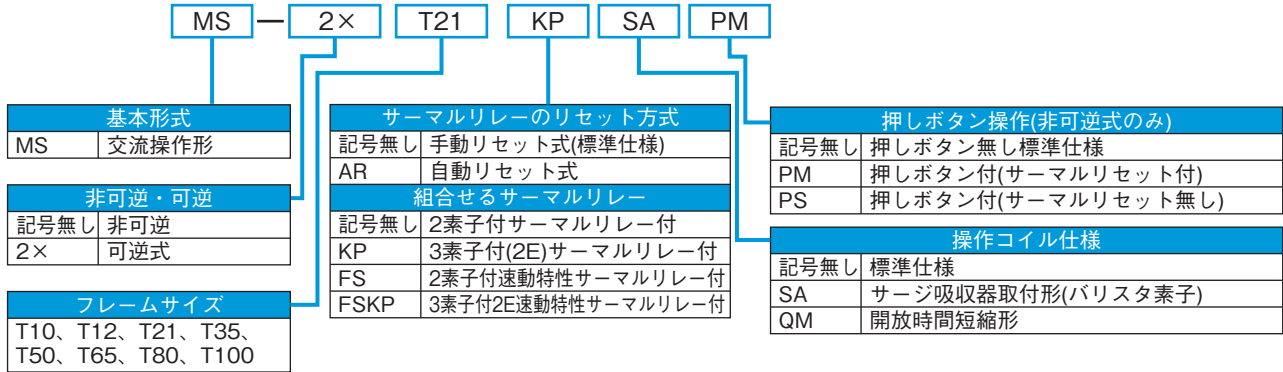 MS — 2× T21 KP SA PM
基本形式
MS 交流操作形
非可逆・可逆
記号無し 非可逆
2× 可逆式
フレームサイズ
T10、T12、T21、T35、
T50、T65、T80、T100
サーマルリレーのリセット方式
記号無し 手動リセット式(標準仕様)
AR 自動リセット式
組合せるサーマルリレー
記号無し 2素子付サーマルリレー付
KP 3素子付(2E)サーマルリレー付
FS 2素子付速動特性サーマルリレー付
FSKP 3素子付2E速動特性サーマルリレー付
押しボタン操作(非可逆式のみ)
記号無し 押しボタン無し標準仕様
PM 押しボタン付(サーマルリセット付)
PS 押しボタン付(サーマルリセット無し)
操作コイル仕様
記号無し 標準仕様
SA サージ吸収器取付形(バリスタ素子)
QM 開放時間短縮形